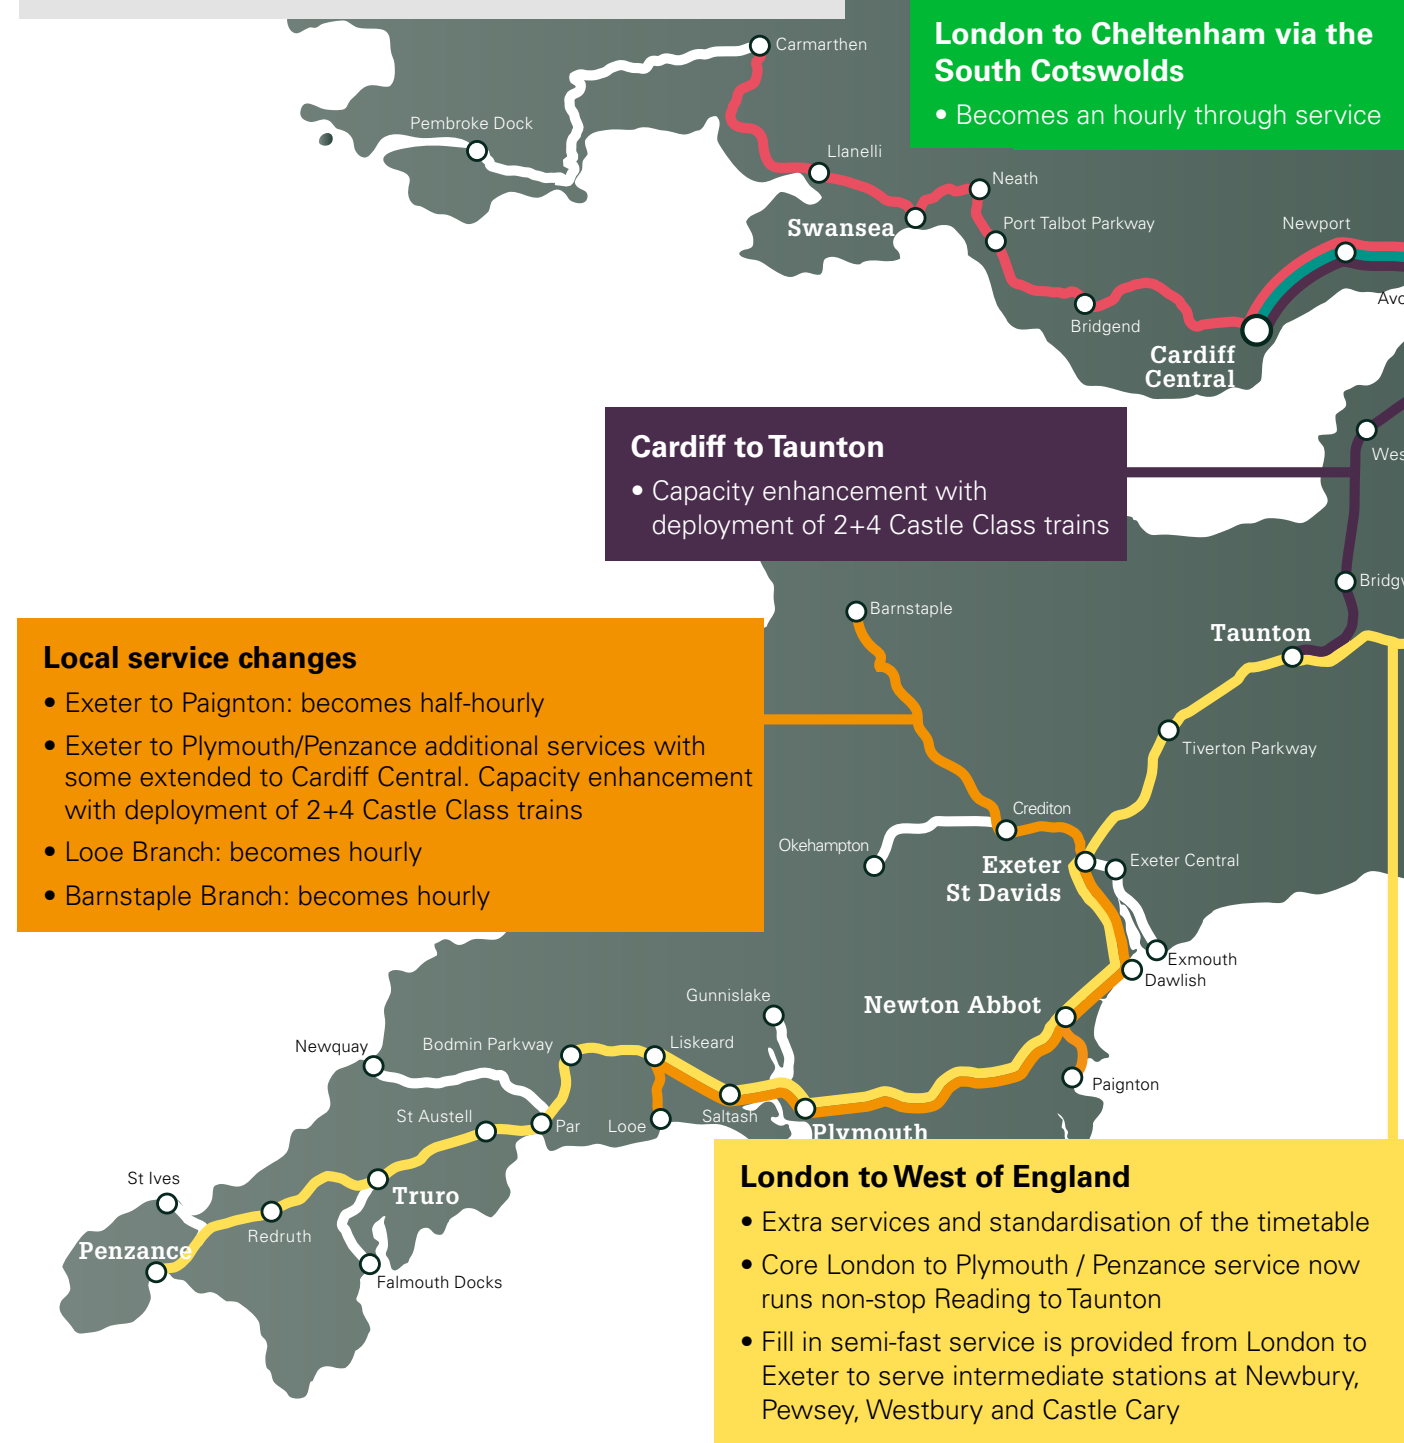 London to Cheltenham via the
South Cotswolds
• Becomes an hourly through service
Carmarthen
Pembroke Dock
Llanelli
Neath
Swansea
Port Talbot Parkway
Newport
Bridgend
Cardiff
Central
Cardiff to Taunton
• Capacity enhancement with
deployment of 2+4 Castle Class trains
Barnstaple
Taunton
Local service changes
• Exeter to Paignton: becomes half-hourly
• Exeter to Plymouth/Penzance additional services with
some extended to Cardiff Central. Capacity enhancement
with deployment of 2+4 Castle Class trains
• Looe Branch: becomes hourly
• Barnstaple Branch: becomes hourly
Tiverton Parkway
Crediton
Okehampton
Exeter
St Davids
Exeter Central
Exmouth
Dawlish
Gunnislake
Newton Abbot
Newquay
Bodmin Parkway
Liskeard
Paignton
St Austell
Par
Looe
Saltash
Plymouth
St Ives
Truro
Redruth
Penzance
Falmouth Docks
London to West of England
• Extra services and standardisation of the timetable
• Core London to Plymouth / Penzance service now
runs non-stop Reading to Taunton
• Fill in semi-fast service is provided from London to
Exeter to serve intermediate stations at Newbury,
Pewsey, Westbury and Castle Cary